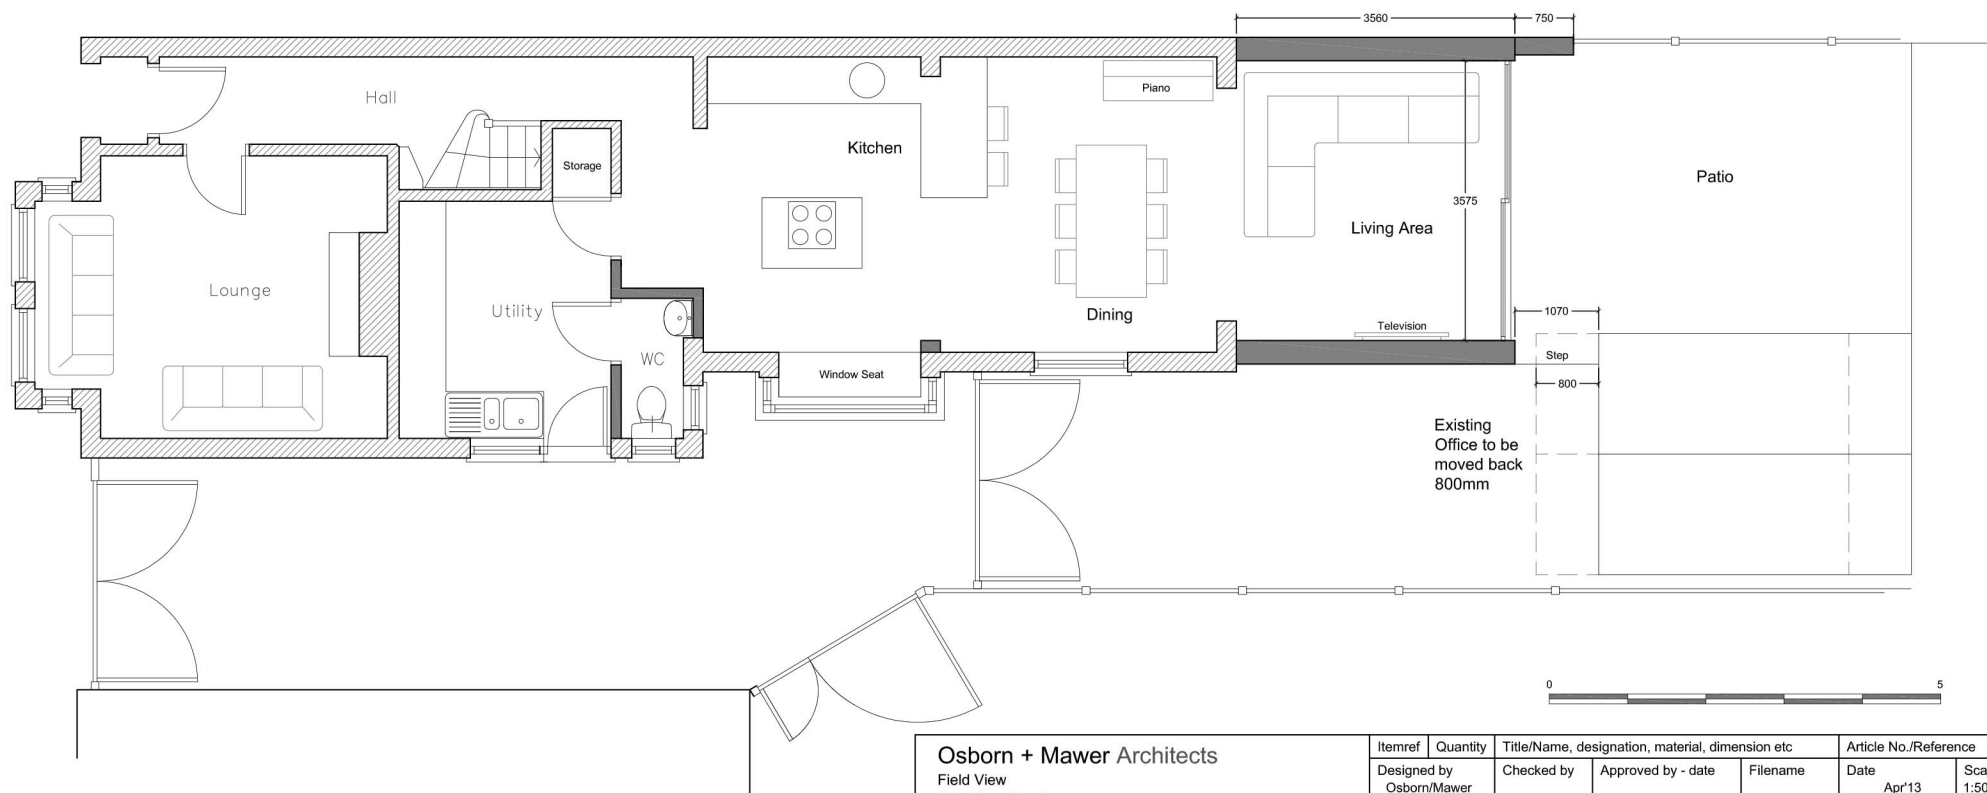 3560
750
Hall
Piano
Kitchen
Storage
Patio
3575
Living Area
Lounge
Utility
Dining
1070
Television
WC
Step
Window Seat
800
Existing
Office to be
moved back
800mm
0
5
Osborn + Mawer Architects
Field View
Itemref
Quantity
Title/Name, designation, material, dimension etc
Article No./Reference
Designed by
Osborn/Mawer
Checked by
Approved by - date
Filename
Date
Apr'13
Sca
1:50